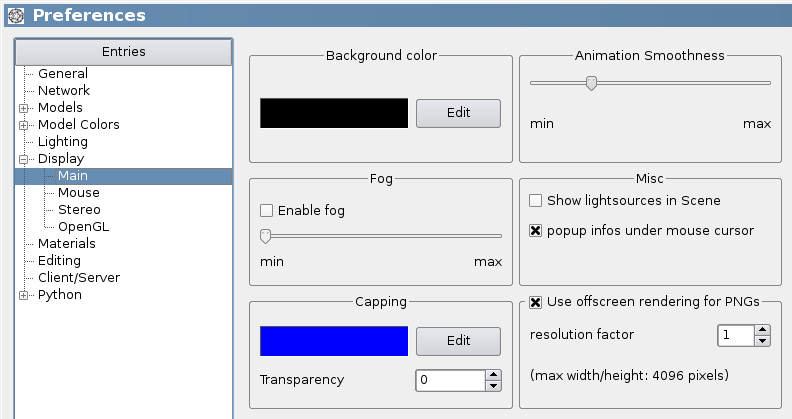 Preferences
Entries
General
Network
Models
Model Colors
Lighting
Display
Main
Mouse
Stereo
OpenGL
Materials
Editing
Client/Server
Python
Background color
Edit
Animation Smoothness
min max
Fog
Enable fog
min max
Misc
Show lightsources in Scene
popup infos under mouse cursor
Capping
Edit
Transparency 0
Use offscreen rendering for PNGs
resolution factor 1
(max width/height: 4096 pixels)